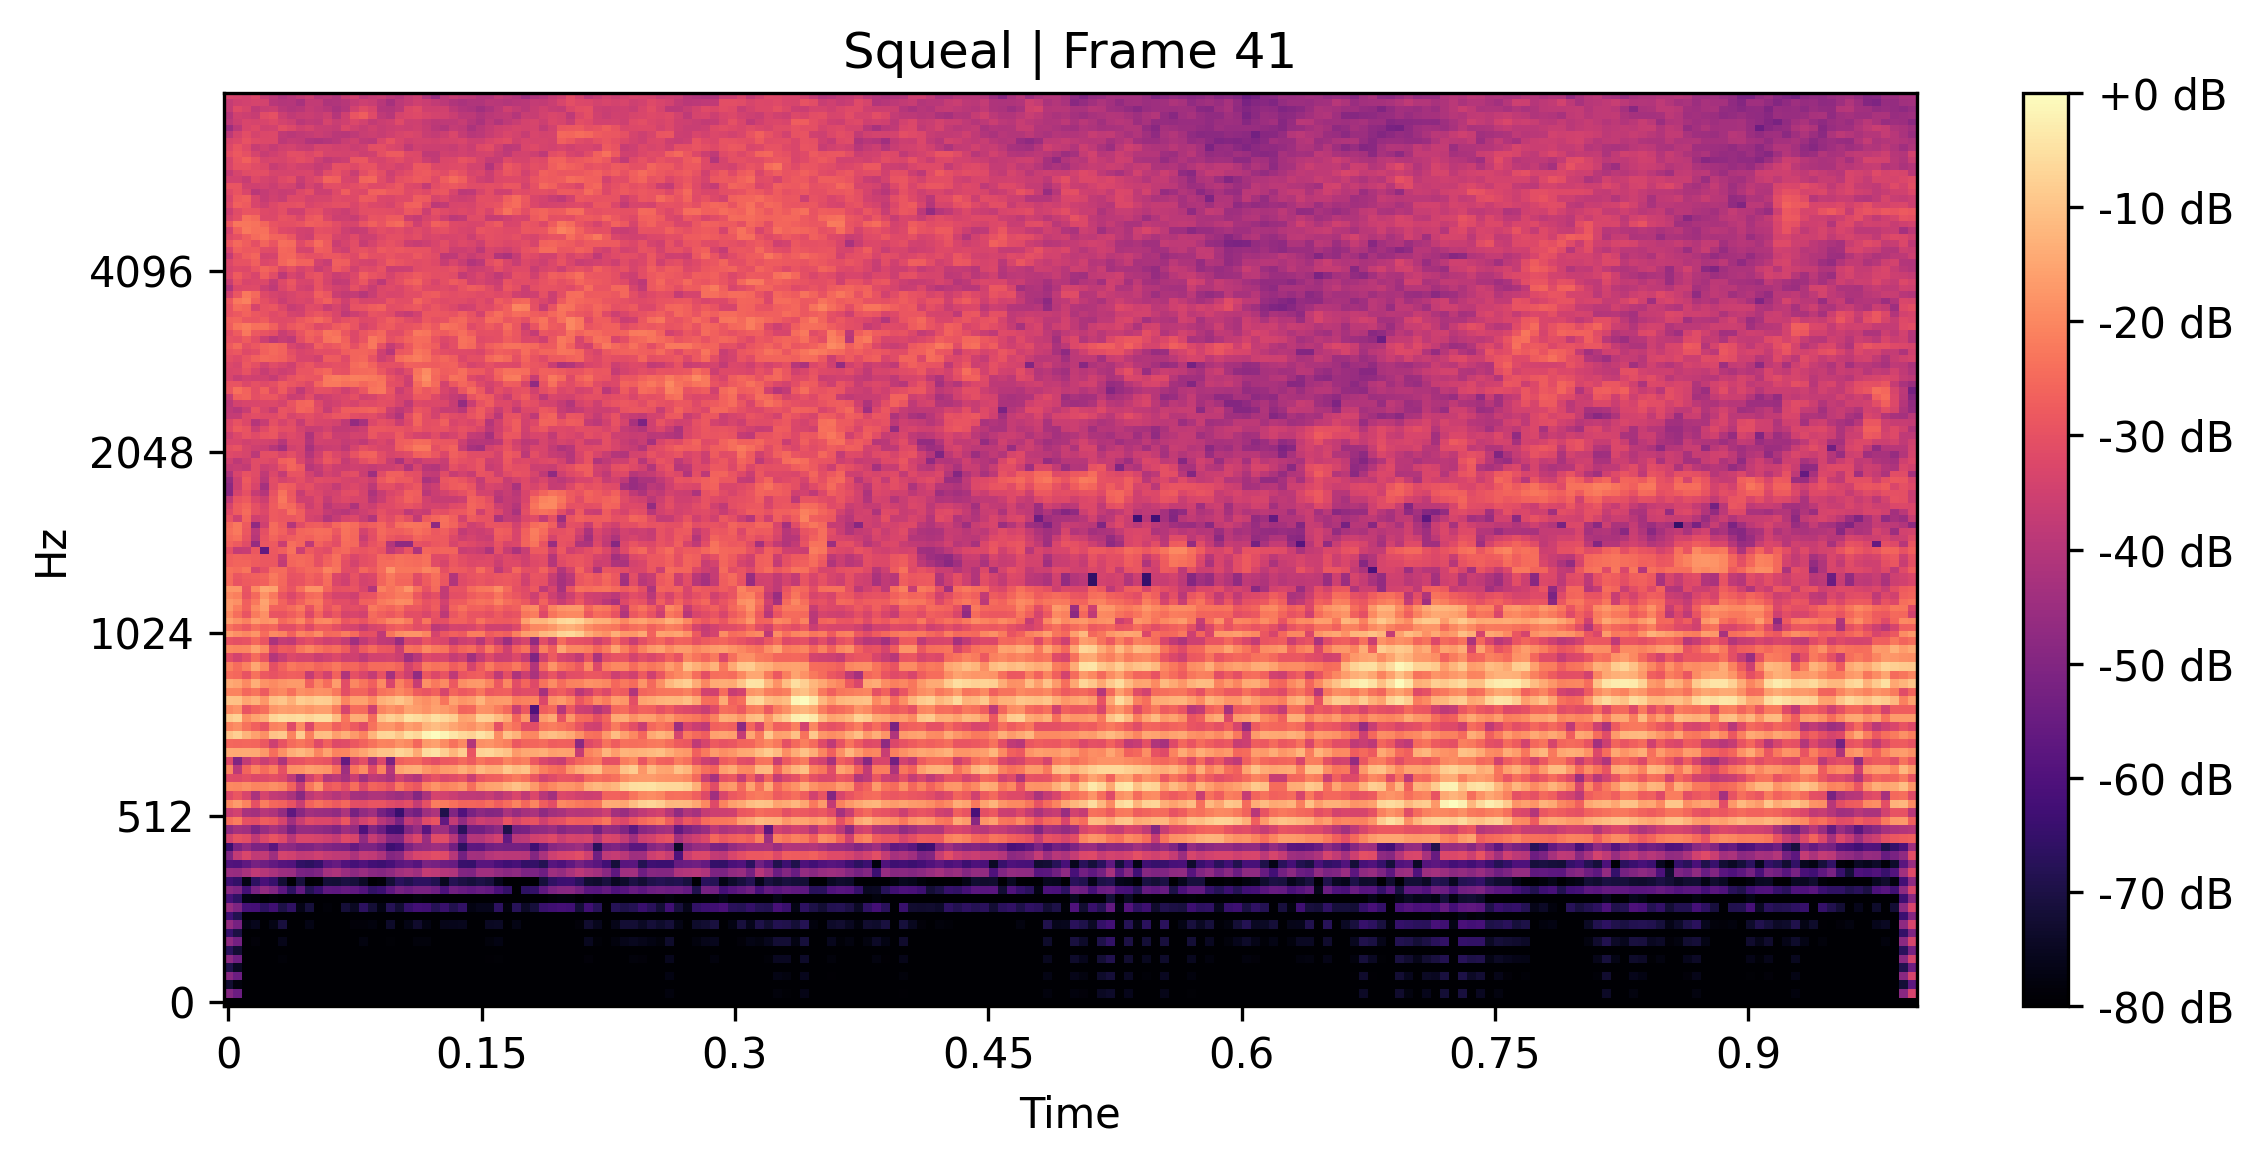 Squeal | Frame 41
+0 dB
-10 dB
-20 dB
-30 dB
-40 dB
-50 dB
-60 dB
-70 dB
-80 dB
Hz
4096
2048
1024
512
0
0 0.15 0.3 0.45 0.6 0.75 0.9
Time